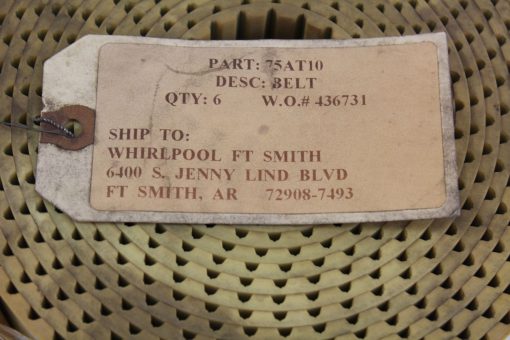 PART: 75AT10
DESC: BELT
QTY: 6 W.O.# 436731
SHIP TO:
WHIRLPOOL FT SMITH
6400 S. JENNY LIND BLVD
FT SMITH, AR 72908-7493